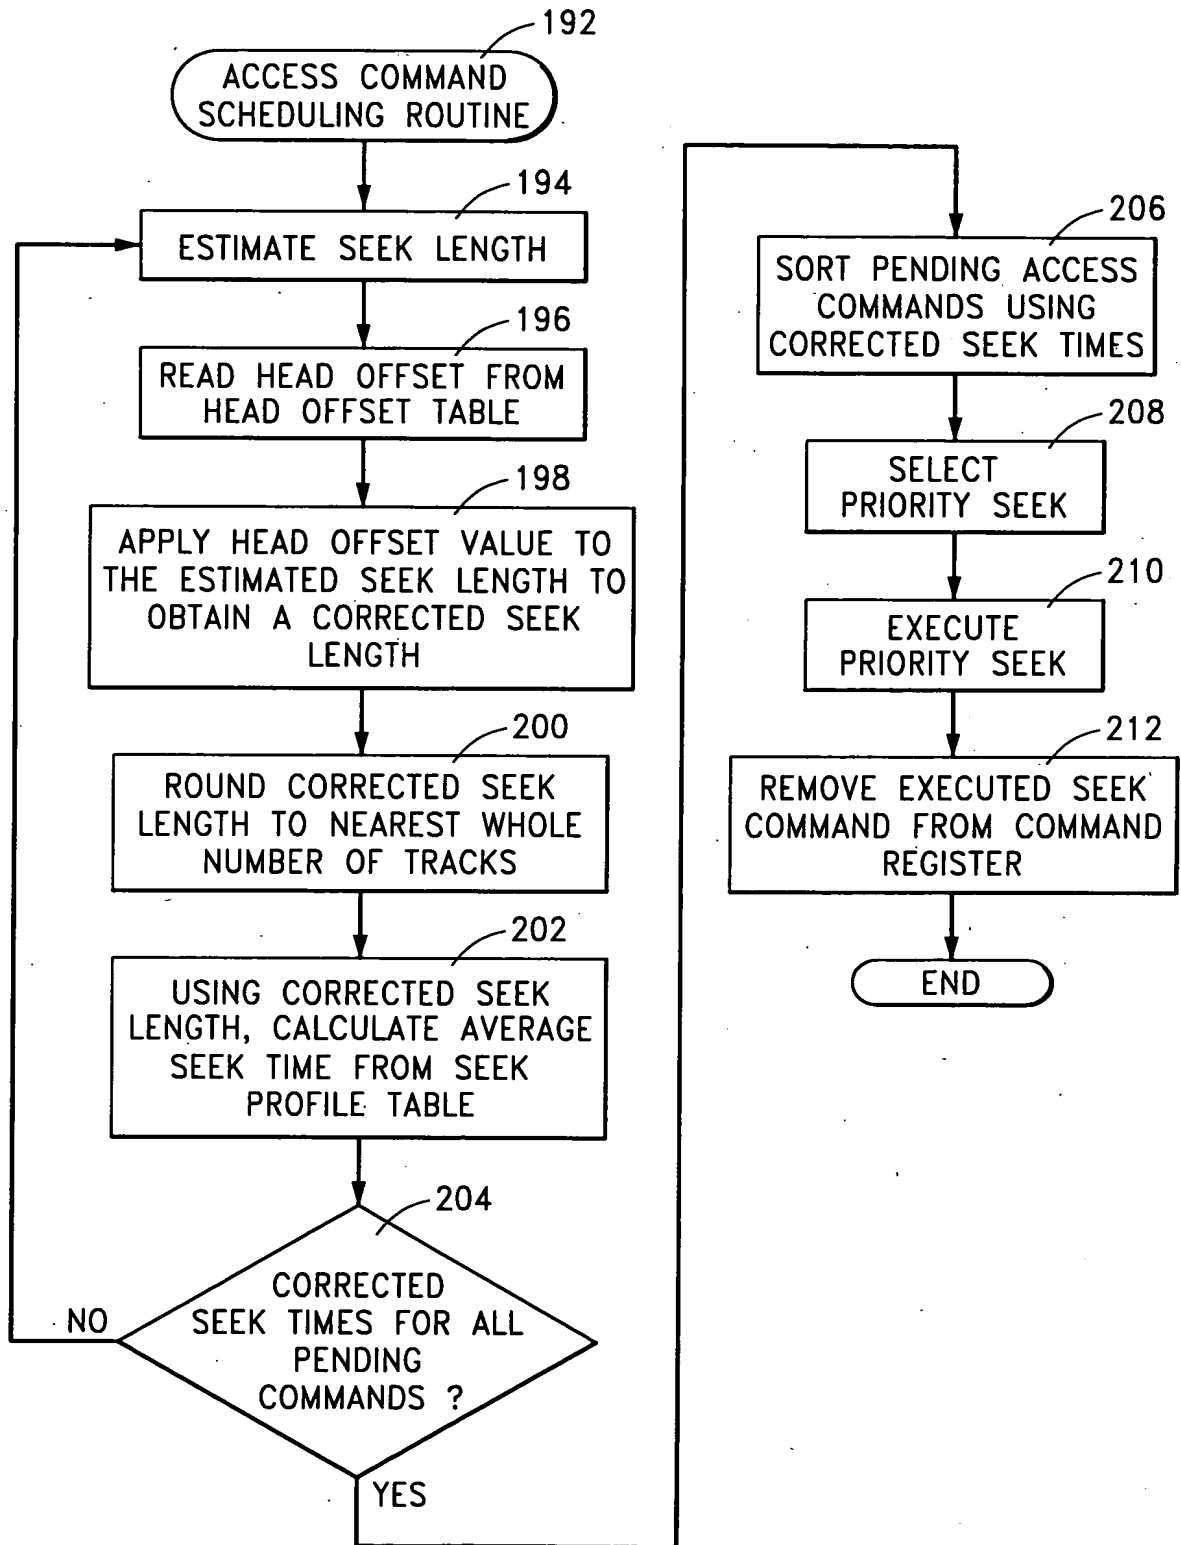 192
ACCESS COMMAND
SCHEDULING ROUTINE
194
ESTIMATE SEEK LENGTH
196
READ HEAD OFFSET FROM
HEAD OFFSET TABLE
198
APPLY HEAD OFFSET VALUE TO
THE ESTIMATED SEEK LENGTH TO
OBTAIN A CORRECTED SEEK
LENGTH
200
ROUND CORRECTED SEEK
LENGTH TO NEAREST WHOLE
NUMBER OF TRACKS
202
USING CORRECTED SEEK
LENGTH, CALCULATE AVERAGE
SEEK TIME FROM SEEK
PROFILE TABLE
204
CORRECTED
SEEK TIMES FOR ALL
PENDING
COMMANDS ?
NO
YES
206
SORT PENDING ACCESS
COMMANDS USING
CORRECTED SEEK TIMES
208
SELECT
PRIORITY SEEK
210
EXECUTE
PRIORITY SEEK
212
REMOVE EXECUTED SEEK
COMMAND FROM COMMAND
REGISTER
END